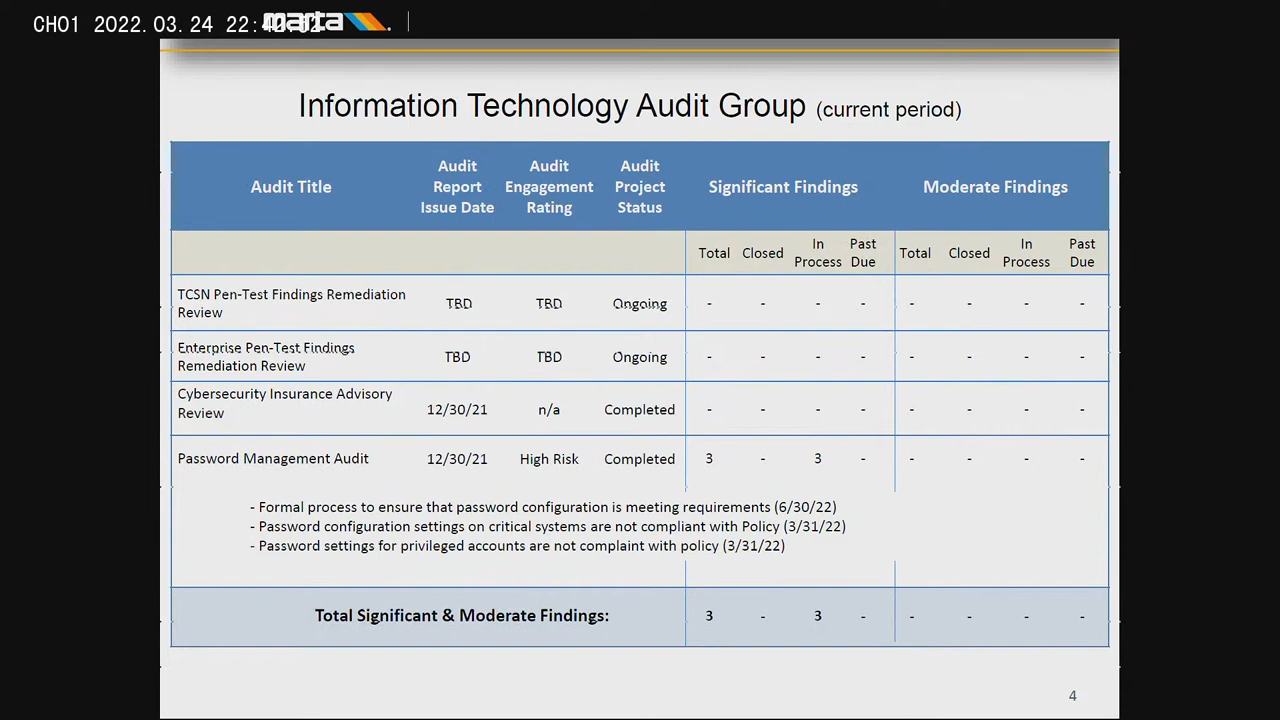 CH01 2022.03.24
marta
Information Technology Audit Group (current period)
Audit Title
Audit
Report
Issue Date
Audit
Engagement
Rating
Audit
Project
Status
Significant Findings
Moderate Findings
Total Closed In Process Past Due Total Closed In Process Past Due
TCSN Pen-Test Findings Remediation
Review
TBD TBD Ongoing - - - - - - - -
Enterprise Pen-Test Findings
Remediation Review
TBD TBD Ongoing - - - - - - - -
Cybersecurity Insurance Advisory
Review
12/30/21 n/a Completed - - - - - - - -
Password Management Audit 12/30/21 High Risk Completed 3 - 3 - - - - -
- Formal process to ensure that password configuration is meeting requirements (6/30/22)
- Password configuration settings on critical systems are not compliant with Policy (3/31/22)
- Password settings for privileged accounts are not complaint with policy (3/31/22)
Total Significant & Moderate Findings: 3 - 3 - - - - -
4